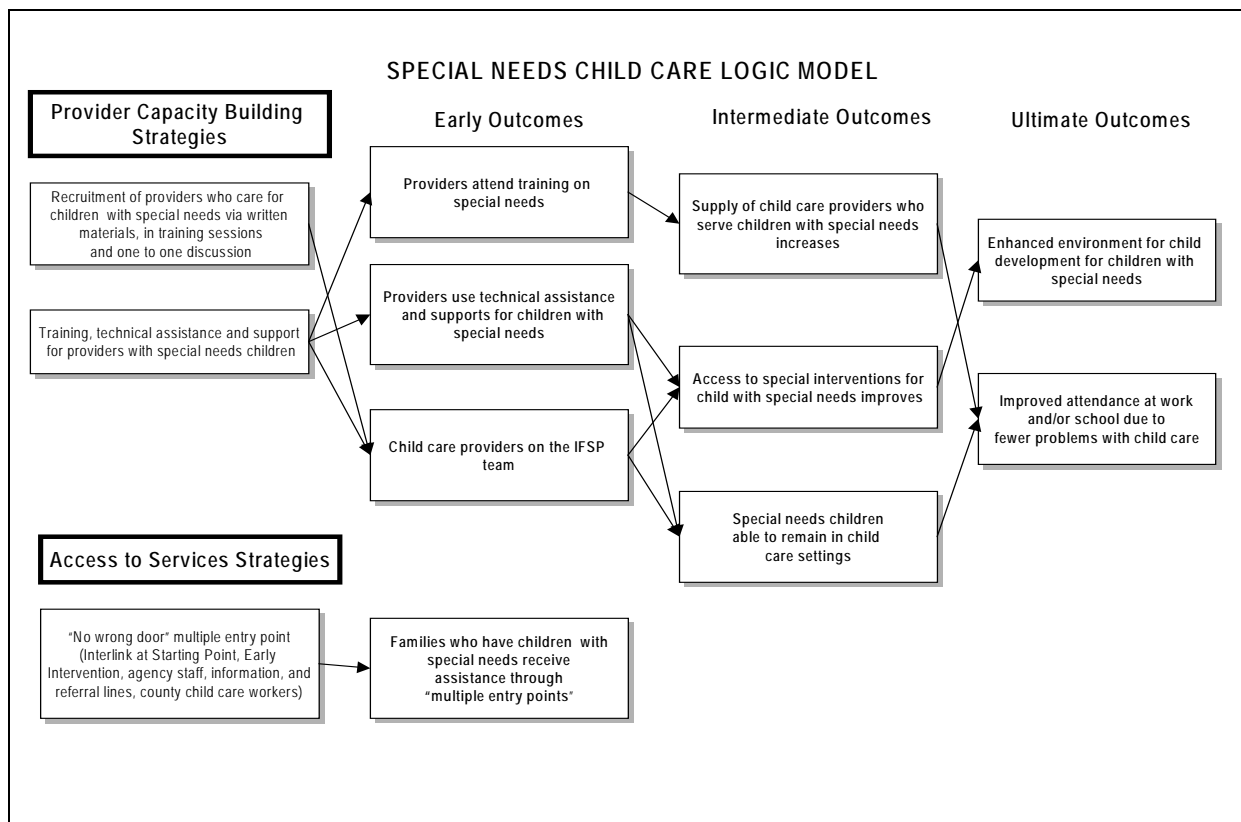 SPECIAL NEEDS CHILD CARE LOGIC MODEL
Provider Capacity Building
Strategies
Early Outcomes
Intermediate Outcomes
Ultimate Outcomes
Recruitment of providers who care for
children with special needs via written
materials, in training sessions
and one to one discussion
Training, technical assistance and support
for providers with special needs children
Providers attend training on
special needs
Providers use technical assistance
and supports for children with
special needs
Child care providers on the IFSP
team
Supply of child care providers who
serve children with special needs
increases
Access to special interventions for
child with special needs improves
Special needs children
able to remain in child
care settings
Enhanced environment for child
development for children with
special needs
Improved attendance at work
and/or school due to
fewer problems with child care
Access to Services Strategies
"No wrong door" multiple entry point
(Interlink at Starting Point, Early
Intervention, agency staff, information, and
referral lines, county child care workers)
Families who have children with
special needs receive
assistance through
"multiple entry points"